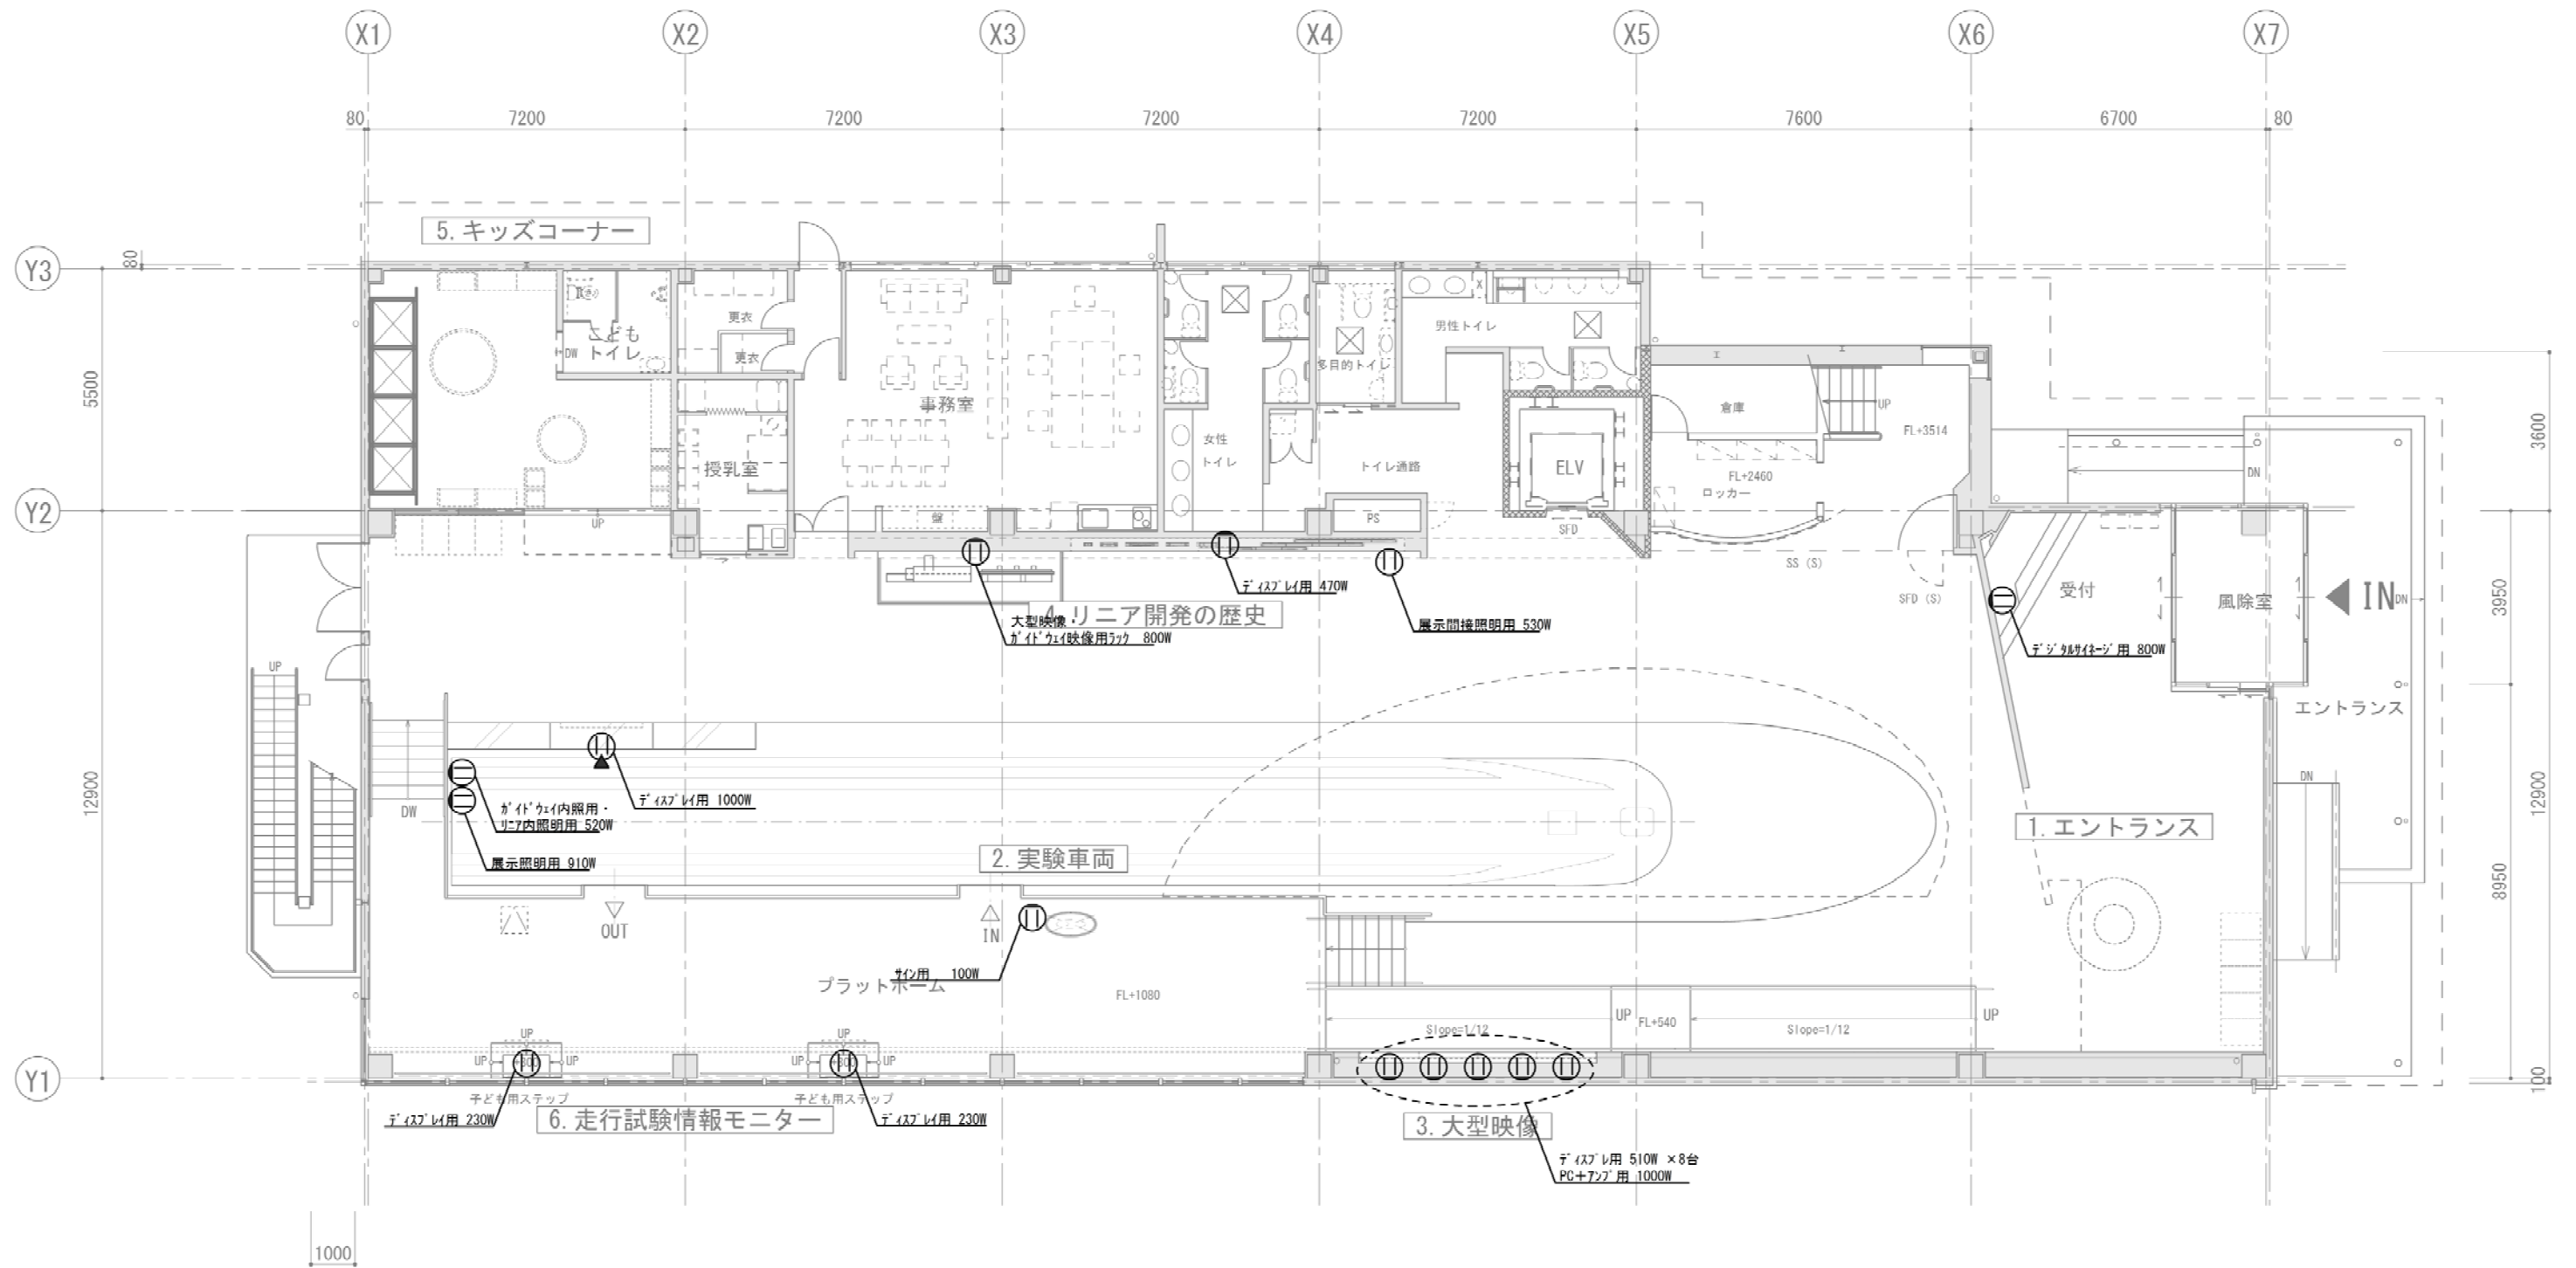 X1 X2 X3 X4 X5 X6 X7
80 7200 7200 7200 7200 7600 6700 80
5. キッズコーナー
Y3
80
こども
トイレ
DW
更衣
更衣
男性トイレ
多目的トイレ
5500
事務室
倉庫
UP
FL+3514
3600
女性
トイレ
授乳室
トイレ通路
ELV
FL+2460
ロッカー
DN
Y2
UP
盤
PS
SFD
SS (S)
SFD (S)
受付
風除室
IN
DN
3950
ﾃﾞｨｽﾌﾟﾚｲ用 470W
4. リニア開発の歴史
大型映像・
ｶﾞｲﾄﾞｳｪｲ映像用ﾗｯｸ 800W
展示間接照明用 530W
ﾃﾞｼﾞﾀﾙｻｲﾈｰｼﾞ用 800W
UP
エントランス
12900
DW
ﾃﾞｨｽﾌﾟﾚｲ用 1000W
ｶﾞｲﾄﾞｳｪｲ内照用・
ﾘﾆｱ内照明用 520W
DN
12900
1. エントランス
展示照明用 910W
2. 実験車両
8950
OUT
IN
ｻｲﾝ用 100W
プラットホーム
FL+1080
UP FL+540
UP
Slope=1/12
Slope=1/12
UP
UP UP
UP
UP UP
Y1
100
子ども用ステップ
子ども用ステップ
ﾃﾞｨｽﾌﾟﾚｲ用 230W
6. 走行試験情報モニター
ﾃﾞｨｽﾌﾟﾚｲ用 230W
3. 大型映像
ﾃﾞｨｽﾌﾟﾚ用 510W ×8台
PC＋ｱﾝﾌﾟ用 1000W
1000